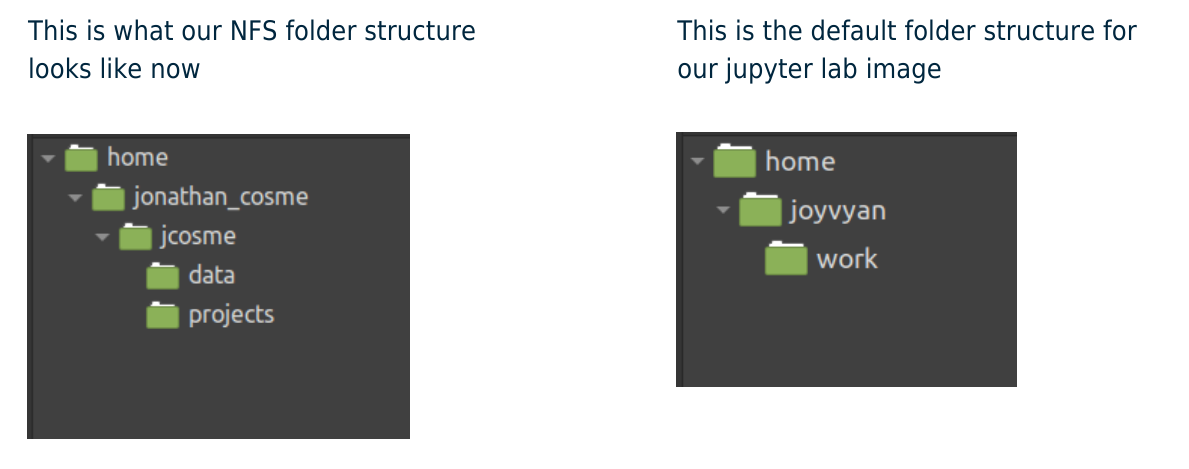 This is what our NFS folder structure
looks like now
home
jonathan_cosme
jcosme
data
projects
This is the default folder structure for
our jupyter lab image
home
joyvyan
work